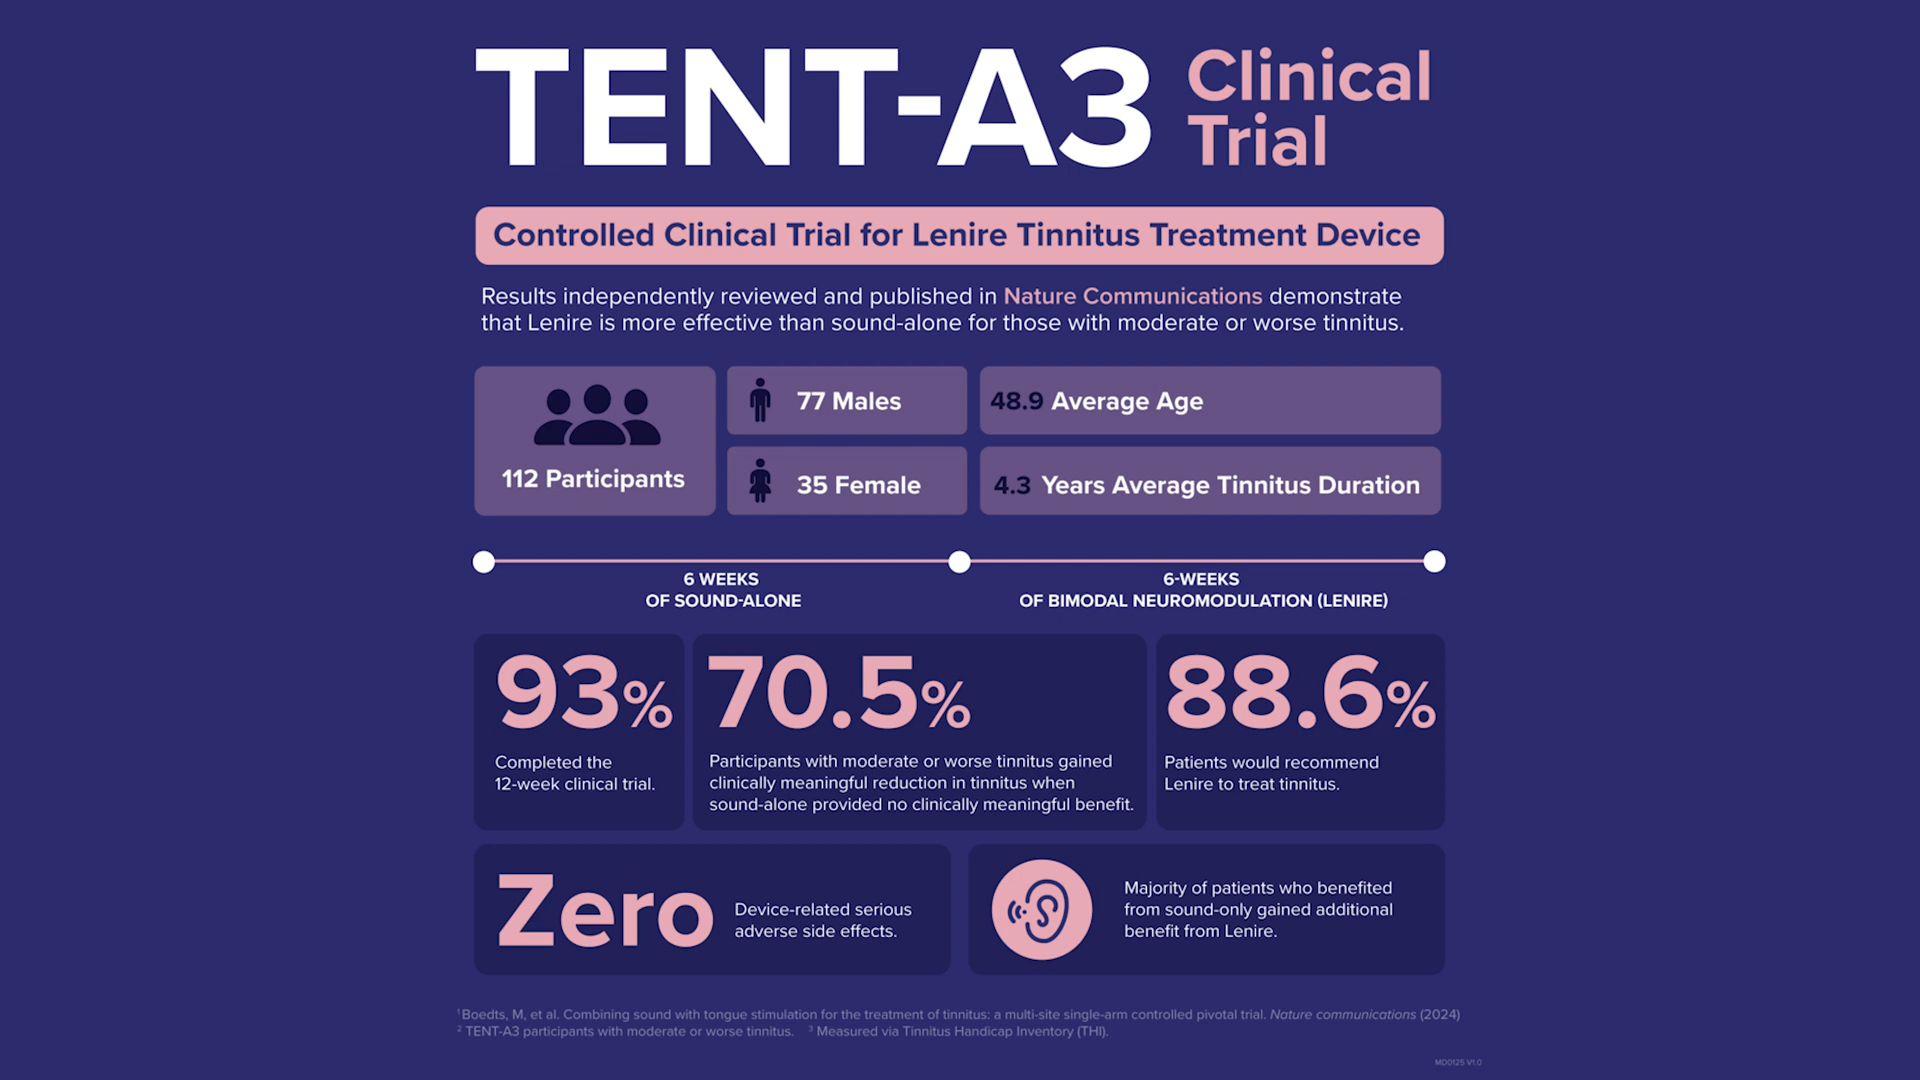 TENT-A3 Clinical Trial
Controlled Clinical Trial for Lenire Tinnitus Treatment Device
Results independently reviewed and published in Nature Communications demonstrate
that Lenire is more effective than sound-alone for those with moderate or worse tinnitus.
112 Participants
77 Males
35 Female
48.9 Average Age
4.3 Years Average Tinnitus Duration
6 WEEKS
OF SOUND-ALONE
6-WEEKS
OF BIMODAL NEUROMODULATION (LENIRE)
93%
Completed the
12-week clinical trial.
70.5%
Participants with moderate or worse tinnitus gained
clinically meaningful reduction in tinnitus when
sound-alone provided no clinically meaningful benefit.
88.6%
Patients would recommend
Lenire to treat tinnitus.
Zero
Device-related serious
adverse side effects.
Majority of patients who benefited
from sound-only gained additional
benefit from Lenire.
¹ Boedts, M, et al. Combining sound with tongue stimulation for the treatment of tinnitus: a multi-site single-arm controlled pivotal trial. Nature communications (2024)
² TENT-A3 participants with moderate or worse tinnitus. ³ Measured via Tinnitus Handicap Inventory (THI).
MD0125 V1.0